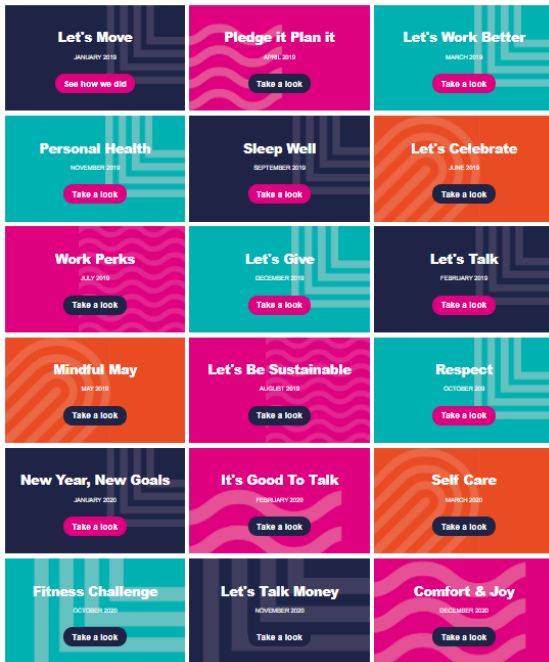 Let's Move
JANUARY 2019
See how we did
Pledge it Plan it
APRIL 2019
Take a look
Let's Work Better
MARCH 2019
Take a look
Personal Health
NOVEMBER 2019
Take a look
Sleep Well
SEPTEMBER 2019
Take a look
Let's Celebrate
JUNE 2019
Take a look
Work Perks
JULY 2019
Take a look
Let's Give
DECEMBER 2019
Take a look
Let's Talk
FEBRUARY 2019
Take a look
Mindful May
MAY 2019
Take a look
Let's Be Sustainable
AUGUST 2019
Take a look
Respect
OCTOBER 209
Take a look
New Year, New Goals
JANUARY 2020
Take a look
It's Good To Talk
FEBRUARY 2020
Take a look
Self Care
MARCH 2020
Take a look
Fitness Challenge
OCTOBER 2020
Take a look
Let's Talk Money
NOVEMBER 2020
Take a look
Comfort & Joy
DECEMBER 2020
Take a look